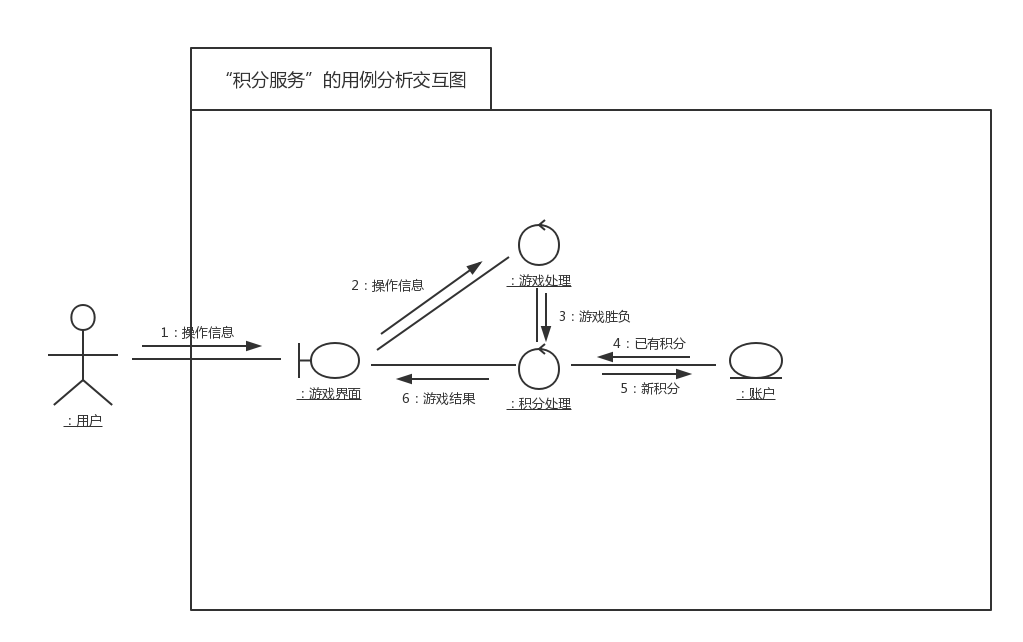 “积分服务”的用例分析交互图
：游戏处理
2：操作信息
3：游戏胜负
1：操作信息
4：已有积分
5：新积分
：游戏界面
6：游戏结果
：积分处理
：账户
：用户